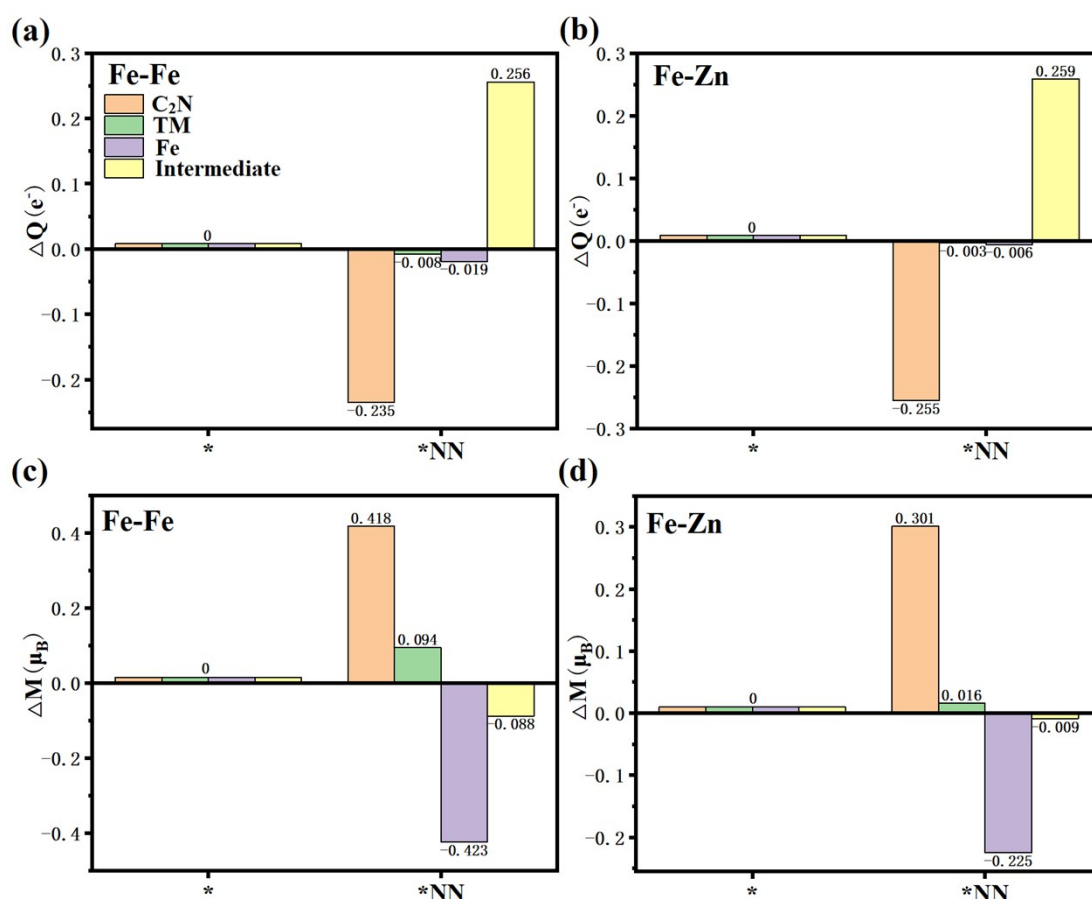 (a)
Fe-Fe
C₂N
TM
Fe
Intermediate
0.3
0.2
0.1
0.0
−0.1
−0.2
△Q (e⁻)
0
−0.235
−0.008
−0.019
0.256
*
*NN
(b)
Fe-Zn
0.3
0.2
0.1
0.0
−0.1
−0.2
−0.3
△Q (e⁻)
0
−0.255
−0.003
−0.006
0.259
*
*NN
(c)
Fe-Fe
0.4
0.2
0.0
−0.2
−0.4
△M (μB)
0
0.418
0.094
−0.423
−0.088
*
*NN
(d)
Fe-Zn
0.3
0.2
0.1
0.0
−0.1
−0.2
△M (μB)
0
0.301
0.016
−0.225
−0.009
*
*NN